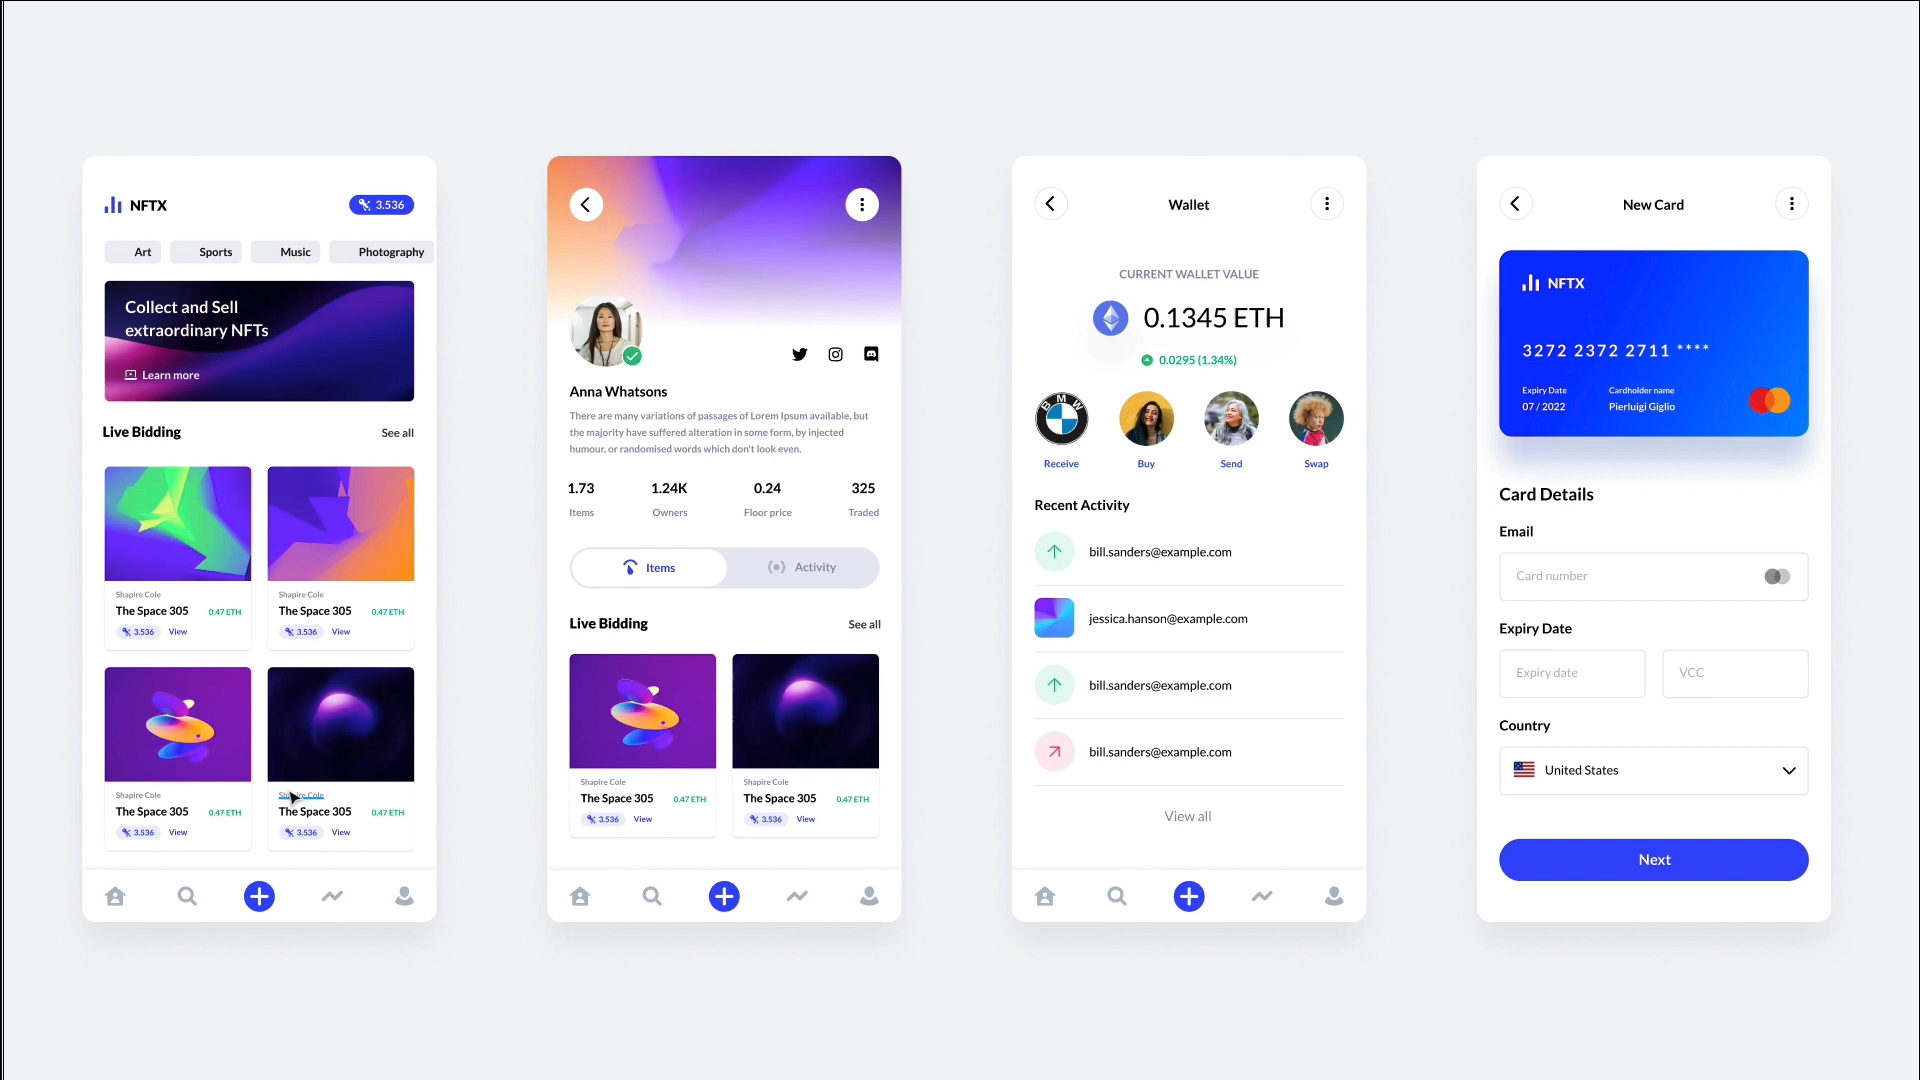 NFTX
3.536
Art
Sports
Music
Photography
Collect and Sell
extraordinary NFTs
Learn more
Live Bidding
See all
Shapire Cole
The Space 305
0.47 ETH
3.536
View
Shapire Cole
The Space 305
0.47 ETH
3.536
View
Shapire Cole
The Space 305
0.47 ETH
3.536
View
Shapire Cole
The Space 305
0.47 ETH
3.536
View
Anna Whatsons
There are many variations of passages of Lorem Ipsum available, but
the majority have suffered alteration in some form, by injected
humour, or randomised words which don't look even.
1.73
Items
1.24K
Owners
0.24
Floor price
325
Traded
Items
Activity
Live Bidding
See all
Shapire Cole
The Space 305
0.47 ETH
3.536
View
Shapire Cole
The Space 305
0.47 ETH
3.536
View
Wallet
CURRENT WALLET VALUE
0.1345 ETH
0.0295 (1.34%)
BMW
Receive
Buy
Send
Swap
Recent Activity
bill.sanders@example.com
jessica.hanson@example.com
bill.sanders@example.com
bill.sanders@example.com
View all
New Card
NFTX
3272 2372 2711 ****
Expiry Date
07 / 2022
Cardholder name
Pierluigi Giglio
Card Details
Email
Card number
Expiry Date
Expiry date
VCC
Country
United States
Next